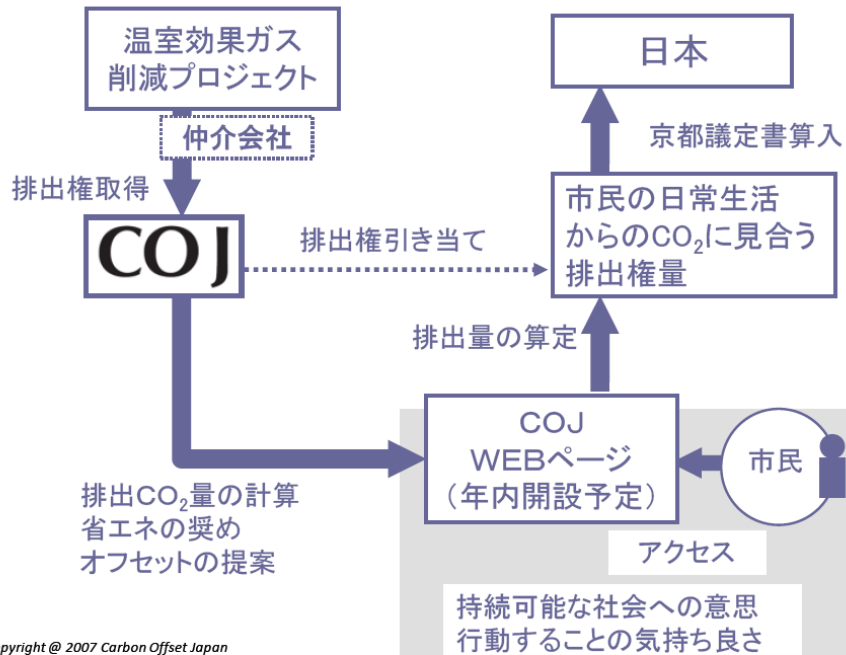 温室効果ガス
削減プロジェクト
仲介会社
排出権取得
COJ
排出権引き当て
日本
京都議定書算入
市民の日常生活
からのCO₂に見合う
排出権量
排出量の算定
COJ
WEBページ
（年内開設予定）
市民
アクセス
排出CO₂量の計算
省エネの奨め
オフセットの提案
持続可能な社会への意思
行動することの気持ち良さ
opyright @ 2007 Carbon Offset Japan